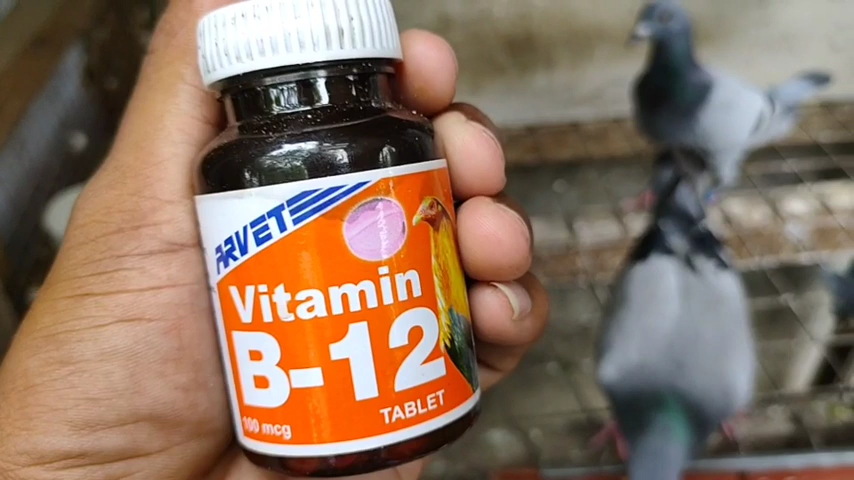 ARVET
Vitamin
B-12
TABLET
100 mcg